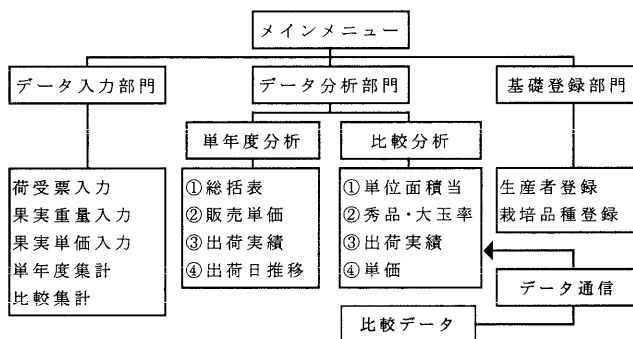 メインメニュー
データ入力部門
データ分析部門
基礎登録部門
単年度分析
比較分析
荷受票入力
果実重量入力
果実単価入力
単年度集計
比較集計
①総括表
②販売単価
③出荷実績
④出荷日推移
①単位面積当
②秀品・大玉率
③出荷実績
④単価
生産者登録
栽培品種登録
データ通信
比較データ